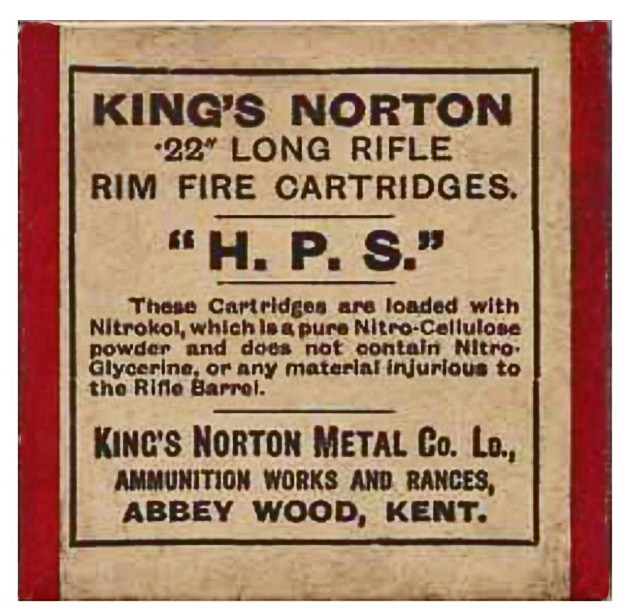 KING'S NORTON
·22″ LONG RIFLE
RIM FIRE CARTRIDGES.
“H. P. S.”
These Cartridges are loaded with
Nitrokol, which is a pure Nitro-Cellulose
powder and does not contain Nitro-
Glycerine, or any material injurious to
the Rifle Barrel.
KING'S NORTON METAL CO. LD.,
AMMUNITION WORKS AND RANGES,
ABBEY WOOD, KENT.